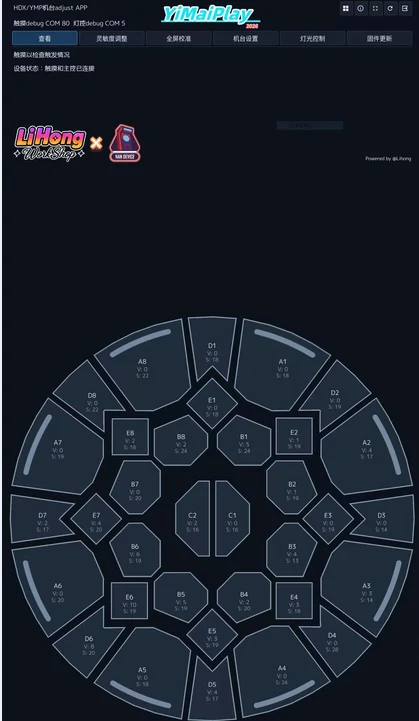 HDX/YMP机台adjust APP
YiMaiPlay
2026
触摸debug COM 80 灯控debug COM 5
查看 灵敏度调整 全屏校准 机台设置 灯光控制 固件更新
触摸以检查触发情况
设备状态：触摸和主控已连接
LiHong
WorkShop
VAN DEVICE
Powered by @Lihong
D1
V: 0
S: 18
A8
V: 0
S: 22
A1
V: 0
S: 18
D8
V: 0
S: 22
E1
V: 0
S: 18
D2
V: 0
S: 19
E8
V: 2
S: 18
B8
V: 2
S: 24
B1
V: 5
S: 24
E2
V: 1
S: 19
A7
V: 0
S: 19
A2
V: 4
S: 17
B7
V: 0
S: 20
B2
V: 1
S: 19
D7
V: 2
S: 17
E7
V: 4
S: 20
C2
V: 2
S: 16
C1
V: 0
S: 16
E3
V: 0
S: 19
D3
V: 0
S: 14
B6
V: 6
S: 19
B3
V: 4
S: 13
A6
V: 0
S: 20
A3
V: 3
S: 14
E6
V: 10
S: 19
B5
V: 5
S: 19
B4
V: 2
S: 20
E4
V: 3
S: 18
D6
V: 8
S: 20
E5
V: 3
S: 19
D4
V: 0
S: 28
A5
V: 0
S: 18
D5
V: 4
S: 17
A4
V: 0
S: 24